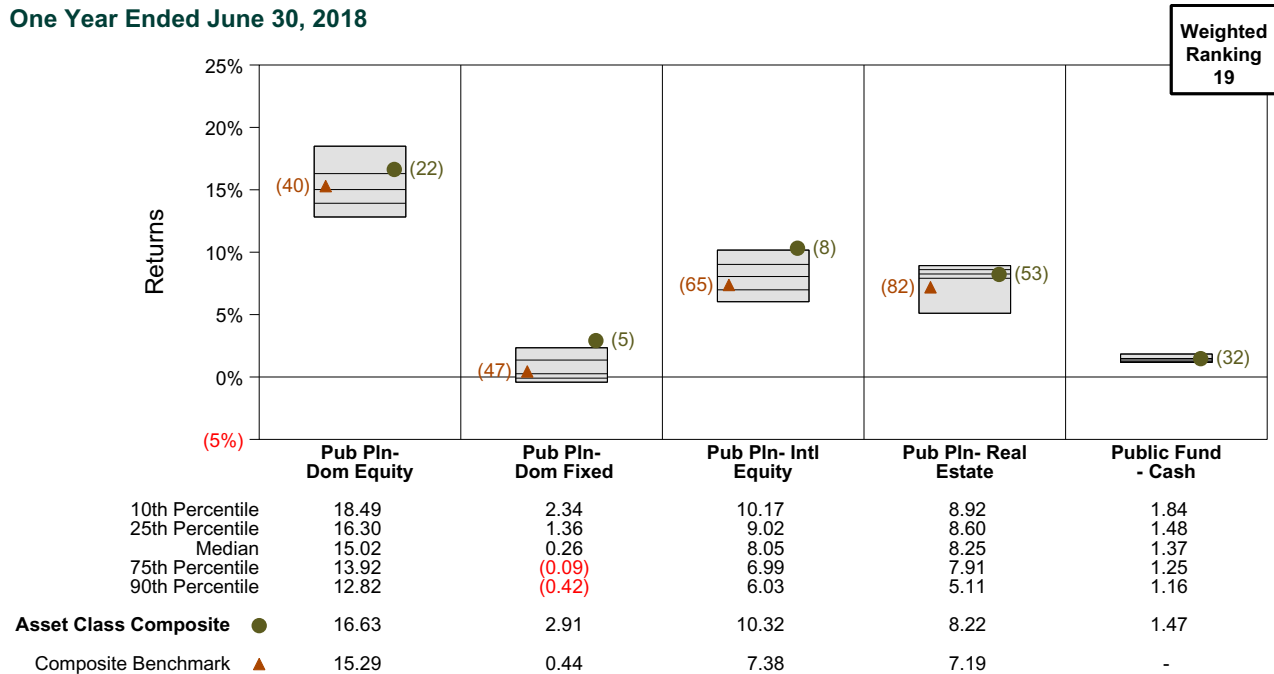 One Year Ended June 30, 2018
Weighted
Ranking
19
Returns
25%
20%
15%
10%
5%
0%
(5%)
(40) (22)
(47) (5)
(65) (8)
(82) (53)
(32)
Pub Pln- Dom Equity
Pub Pln- Dom Fixed
Pub Pln- Intl Equity
Pub Pln- Real Estate
Public Fund - Cash
10th Percentile 18.49 2.34 10.17 8.92 1.84
25th Percentile 16.30 1.36 9.02 8.60 1.48
Median 15.02 0.26 8.05 8.25 1.37
75th Percentile 13.92 (0.09) 6.99 7.91 1.25
90th Percentile 12.82 (0.42) 6.03 5.11 1.16
Asset Class Composite 16.63 2.91 10.32 8.22 1.47
Composite Benchmark 15.29 0.44 7.38 7.19 -